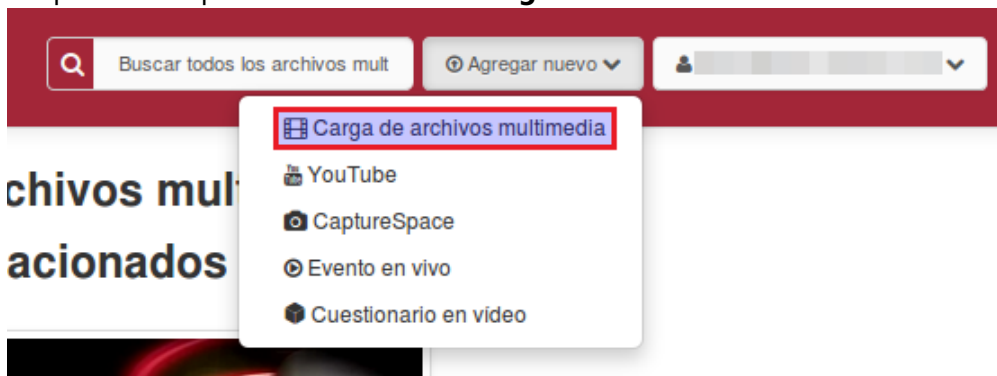 Buscar todos los archivos mult
Agregar nuevo
Carga de archivos multimedia
YouTube
CaptureSpace
Evento en vivo
Cuestionario en vídeo
chivos mul
acionados